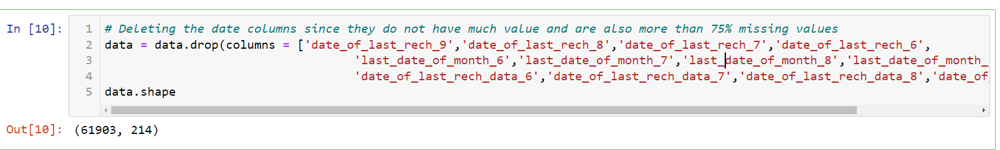 In [10]:
1 # Deleting the date columns since they do not have much value and are also more than 75% missing values
2 data = data.drop(columns = ['date_of_last_rech_9','date_of_last_rech_8','date_of_last_rech_7','date_of_last_rech_6',
3 'last_date_of_month_6','last_date_of_month_7','last_date_of_month_8','last_date_of_month_
4 'date_of_last_rech_data_6','date_of_last_rech_data_7','date_of_last_rech_data_8','date_of_
5 data.shape
Out[10]: (61903, 214)